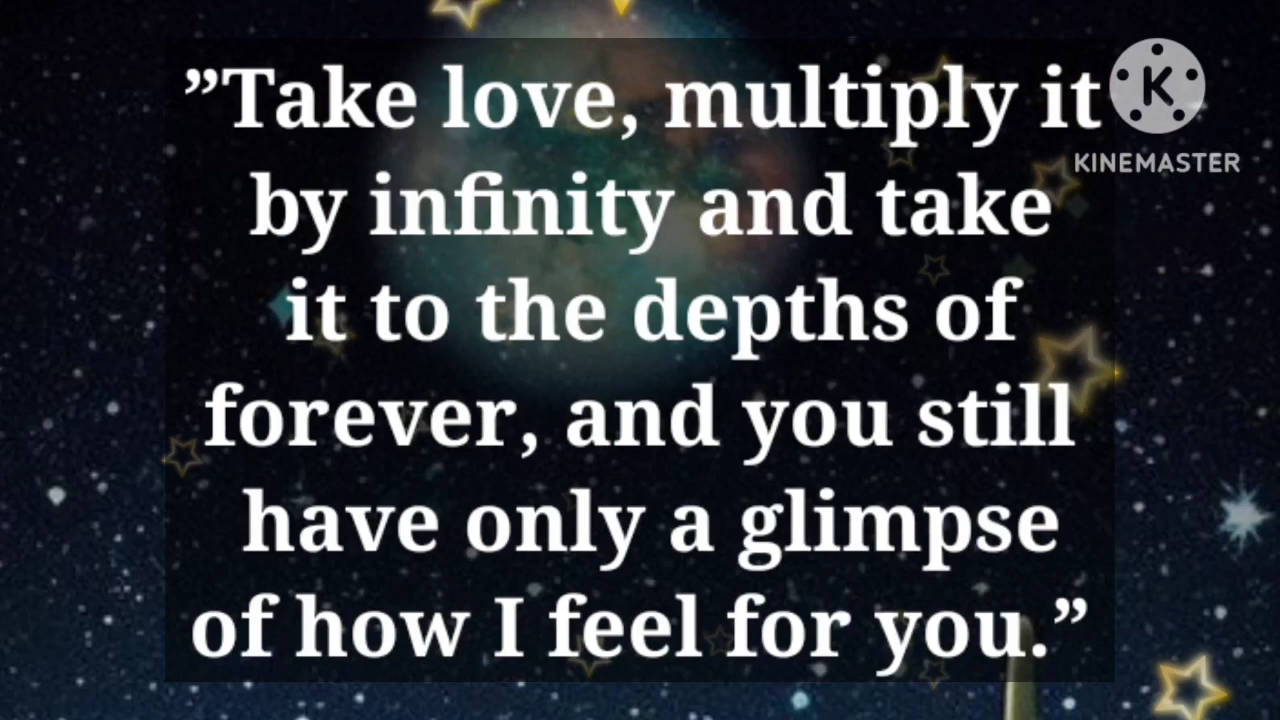 ”Take love, multiply it
by infinity and take
it to the depths of
forever, and you still
have only a glimpse
of how I feel for you.”
K
KINEMASTER